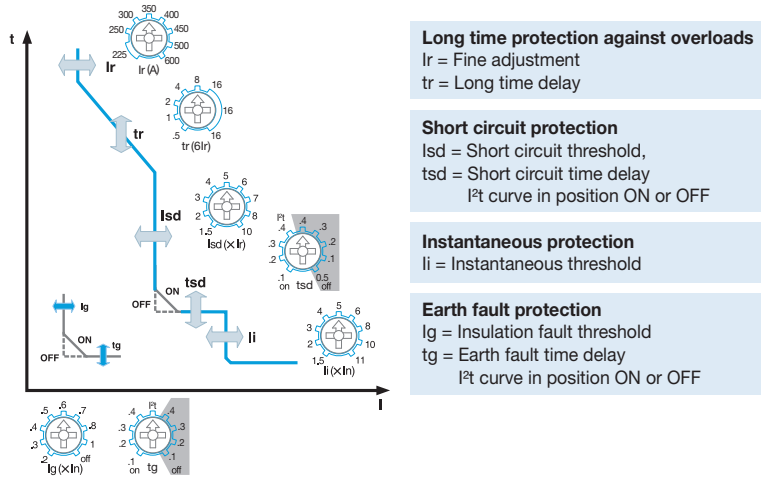 t
300
350
400
250
450
225
500
600
Ir (A)
Ir
4
8
16
2
16
1
.5
16
tr (6Ir)
tr
4
5
6
3
7
2
8
1.5
10
Isd (×Ir)
Isd
I²t
.4
.4
.3
.3
.2
.2
.1
.1
0.5
on
tsd
off
ON
OFF
tsd
Ig
ON
OFF
tg
4
5
6
3
8
2
10
1.5
11
Ii (×In)
Ii
I
.5
.6
.7
.4
.8
.3
1
.2
off
Ig (×In)
I²t
.4
.4
.3
.3
.2
.2
.1
.1
on
tg
off
Long time protection against overloads
Ir = Fine adjustment
tr = Long time delay
Short circuit protection
Isd = Short circuit threshold,
tsd = Short circuit time delay
I²t curve in position ON or OFF
Instantaneous protection
Ii = Instantaneous threshold
Earth fault protection
Ig = Insulation fault threshold
tg = Earth fault time delay
I²t curve in position ON or OFF